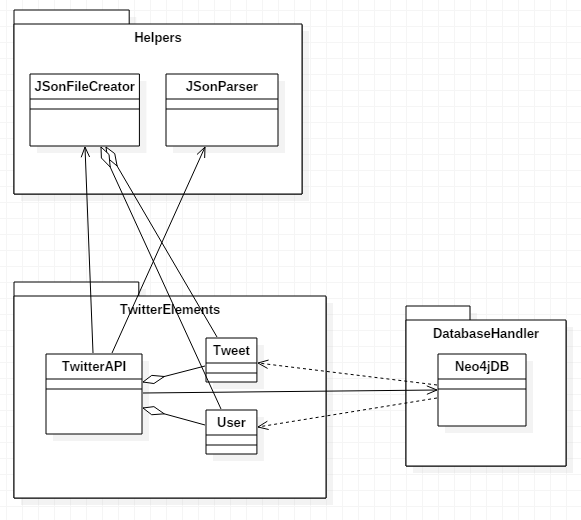 Helpers
JSonFileCreator
JSonParser
TwitterElements
TwitterAPI
Tweet
User
DatabaseHandler
Neo4jDB